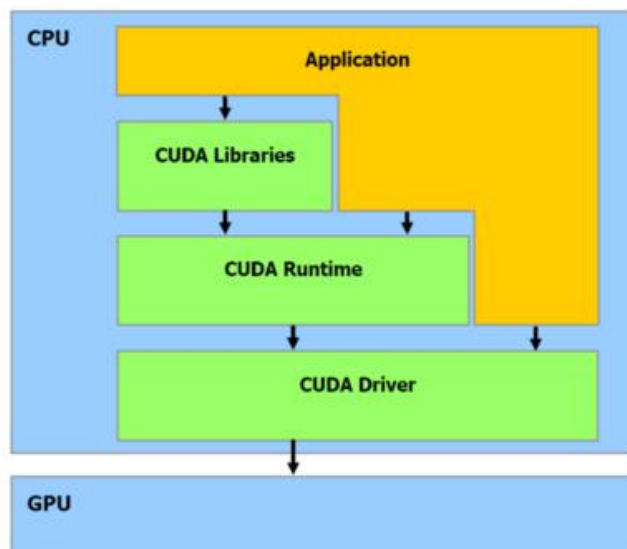 CPU
Application
CUDA Libraries
CUDA Runtime
CUDA Driver
GPU